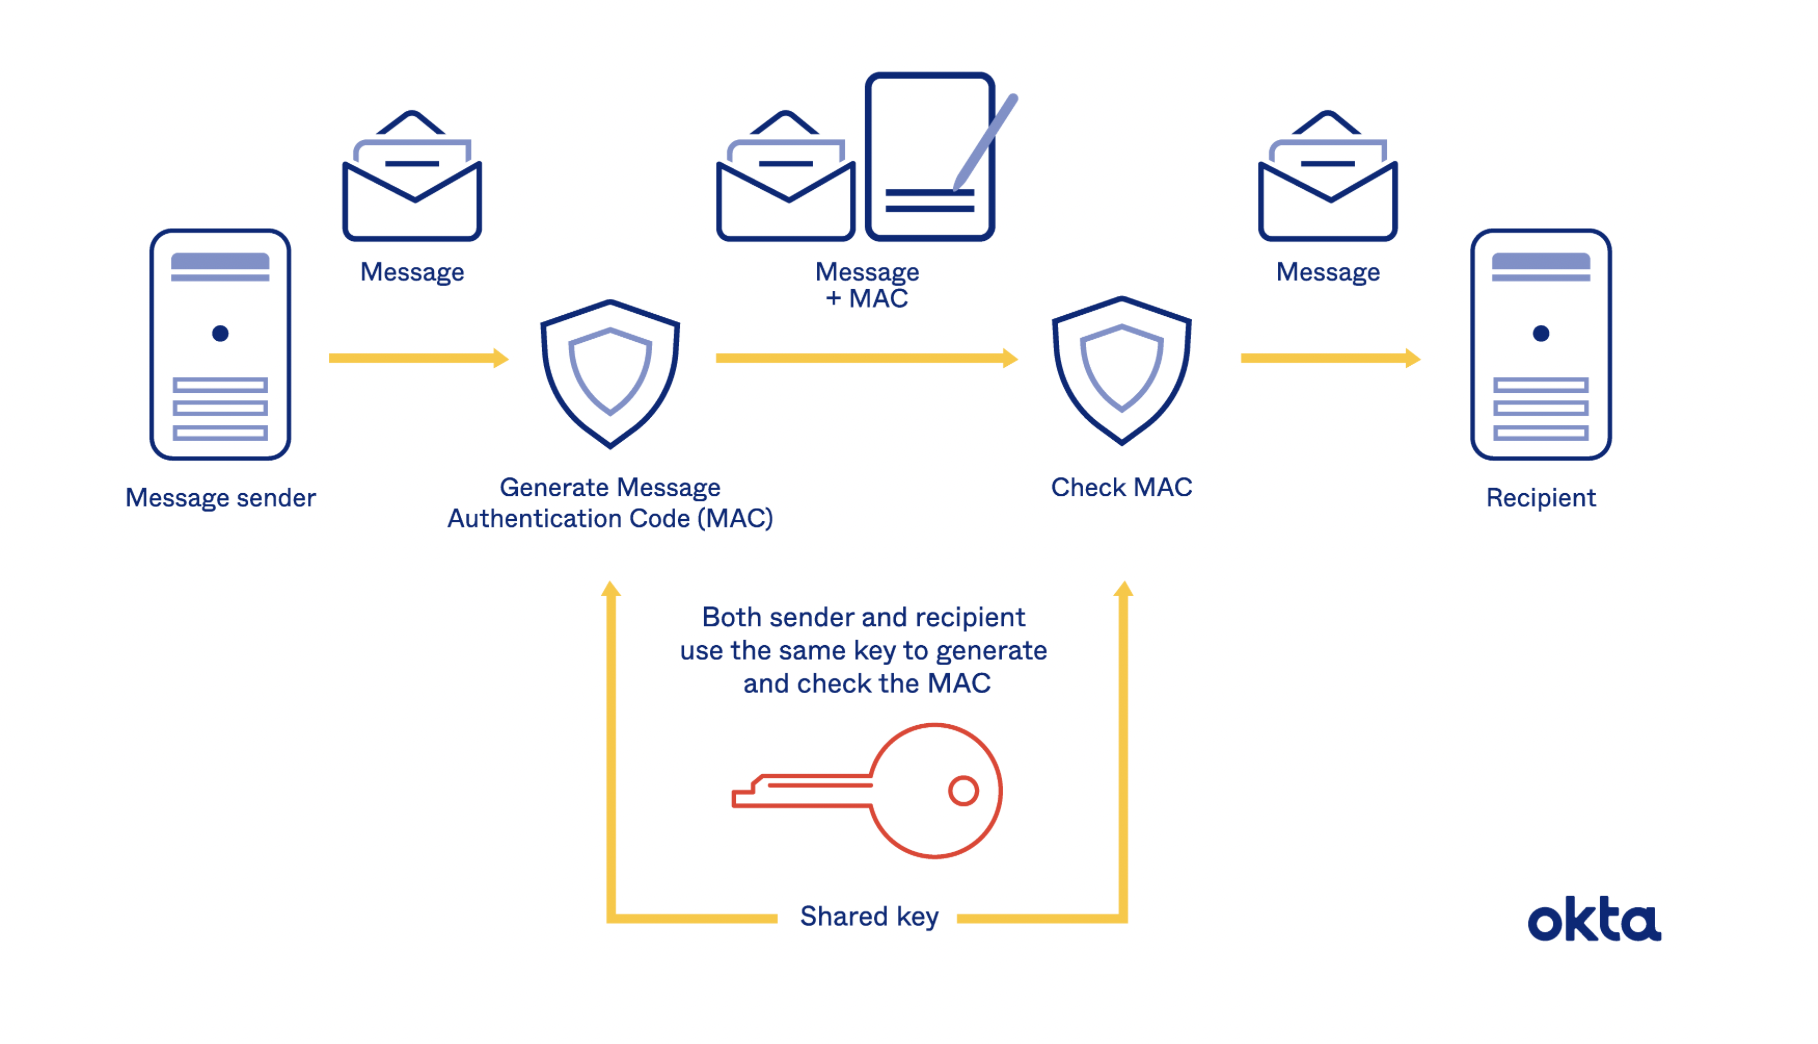 Message
Message
+ MAC
Message
Message sender
Generate Message
Authentication Code (MAC)
Check MAC
Recipient
Both sender and recipient
use the same key to generate
and check the MAC
Shared key
okta